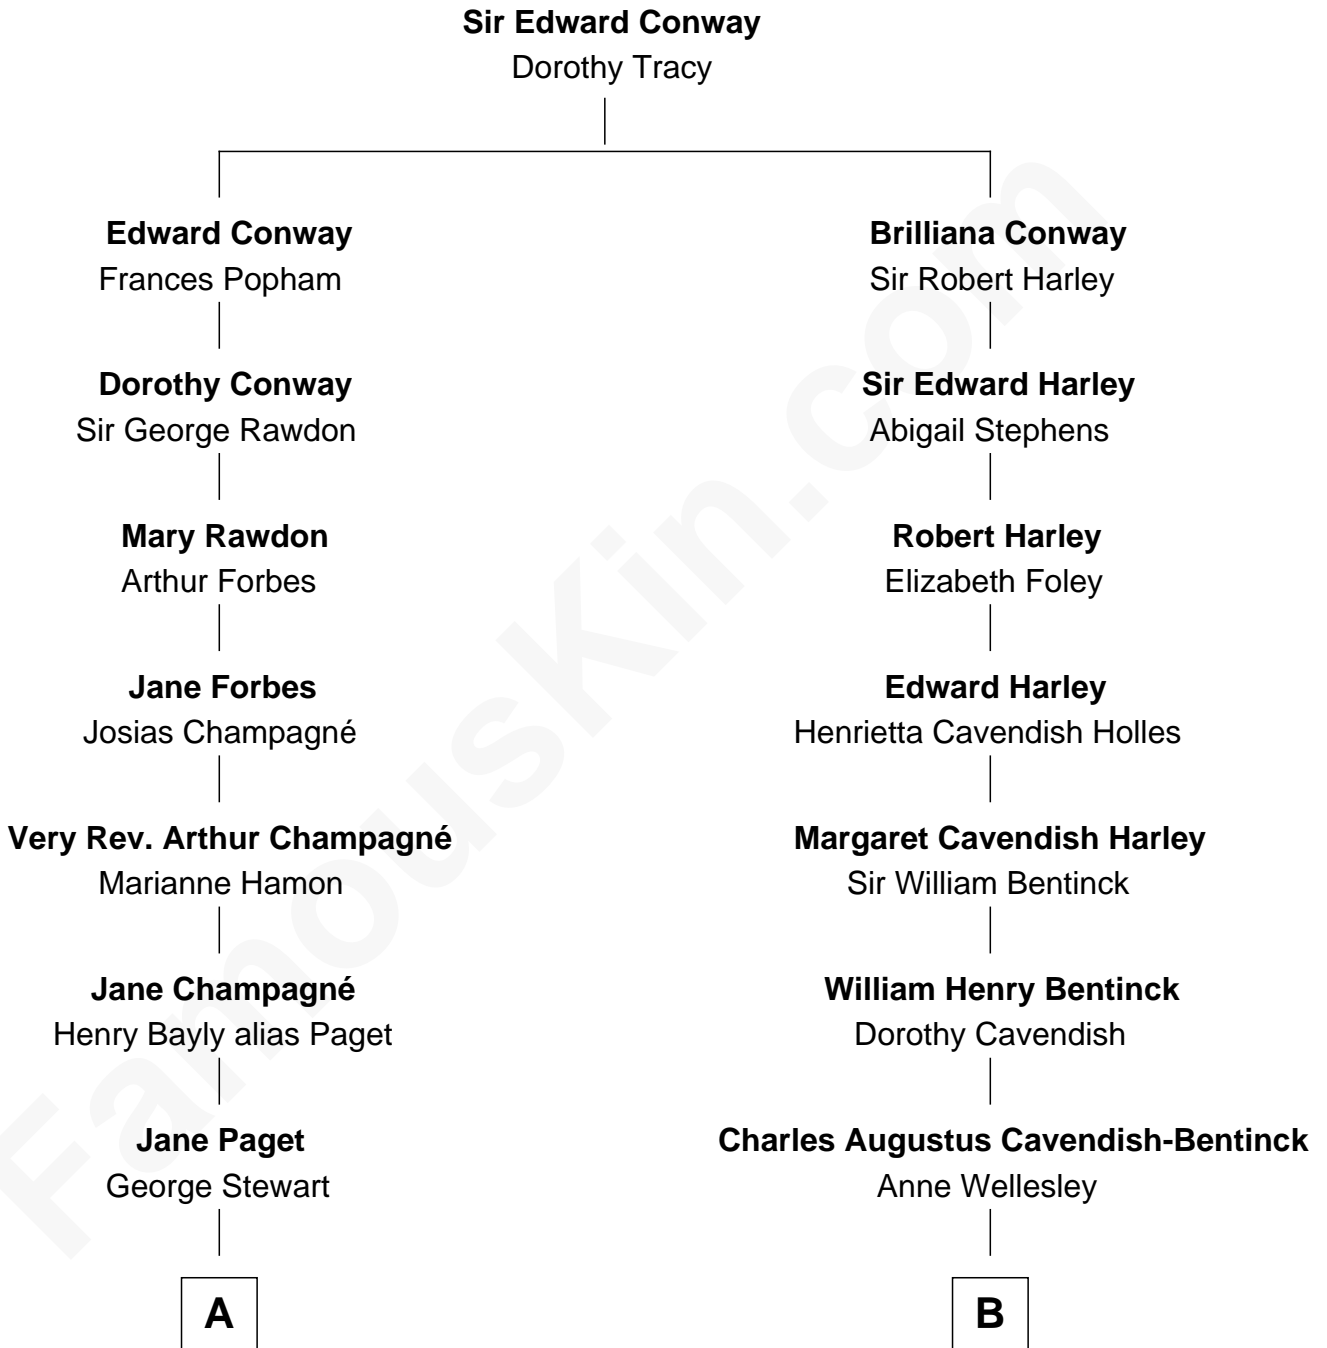 Sir Edward Conway
Dorothy Tracy
Edward Conway
Frances Popham
Brilliana Conway
Sir Robert Harley
Dorothy Conway
Sir George Rawdon
Sir Edward Harley
Abigail Stephens
Mary Rawdon
Arthur Forbes
Robert Harley
Elizabeth Foley
Jane Forbes
Josias Champagné
Edward Harley
Henrietta Cavendish Holles
Very Rev. Arthur Champagné
Marianne Hamon
Margaret Cavendish Harley
Sir William Bentinck
Jane Champagné
Henry Bayly alias Paget
William Henry Bentinck
Dorothy Cavendish
Jane Paget
George Stewart
Charles Augustus Cavendish-Bentinck
Anne Wellesley
A
B
FamousKin.com